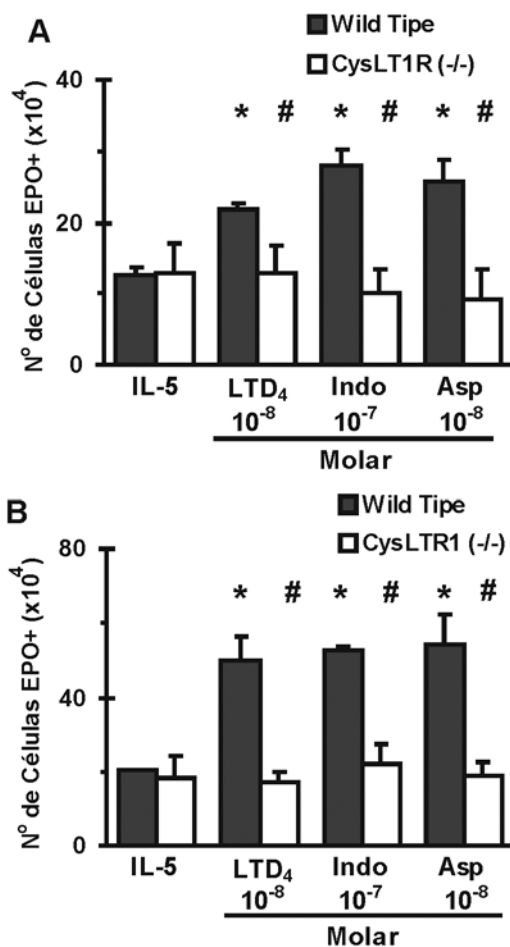 A
Wild Tipe
CysLT1R (-/-)
Nº de Células EPO+ (x10⁴)
40
20
0
* # * # * #
IL-5 LTD₄ Indo Asp
10⁻⁸ 10⁻⁷ 10⁻⁸
Molar
B
Wild Tipe
CysLTR1 (-/-)
Nº de Células EPO+ (x10⁴)
80
40
0
* # * # * #
IL-5 LTD₄ Indo Asp
10⁻⁸ 10⁻⁷ 10⁻⁸
Molar